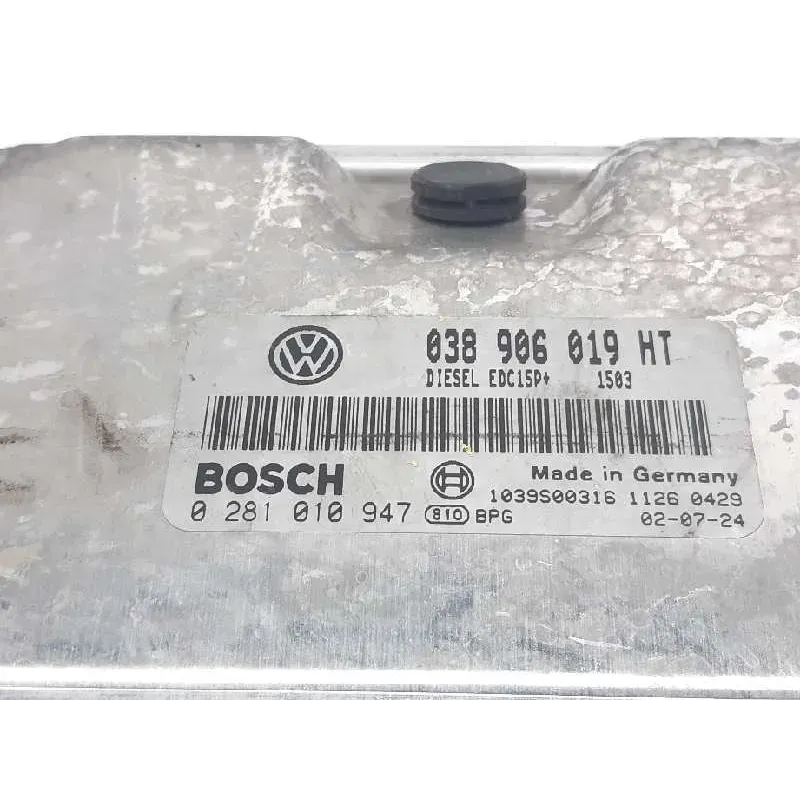 VW
038 906 019 HT
DIESEL EDC15P+ 1503
BOSCH
Made in Germany
1039S00316 1126 0429
0 281 010 947 810 BPG
02-07-24